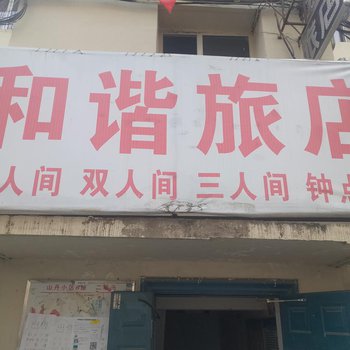 和谐旅店
人间 双人间 三人间 钟点